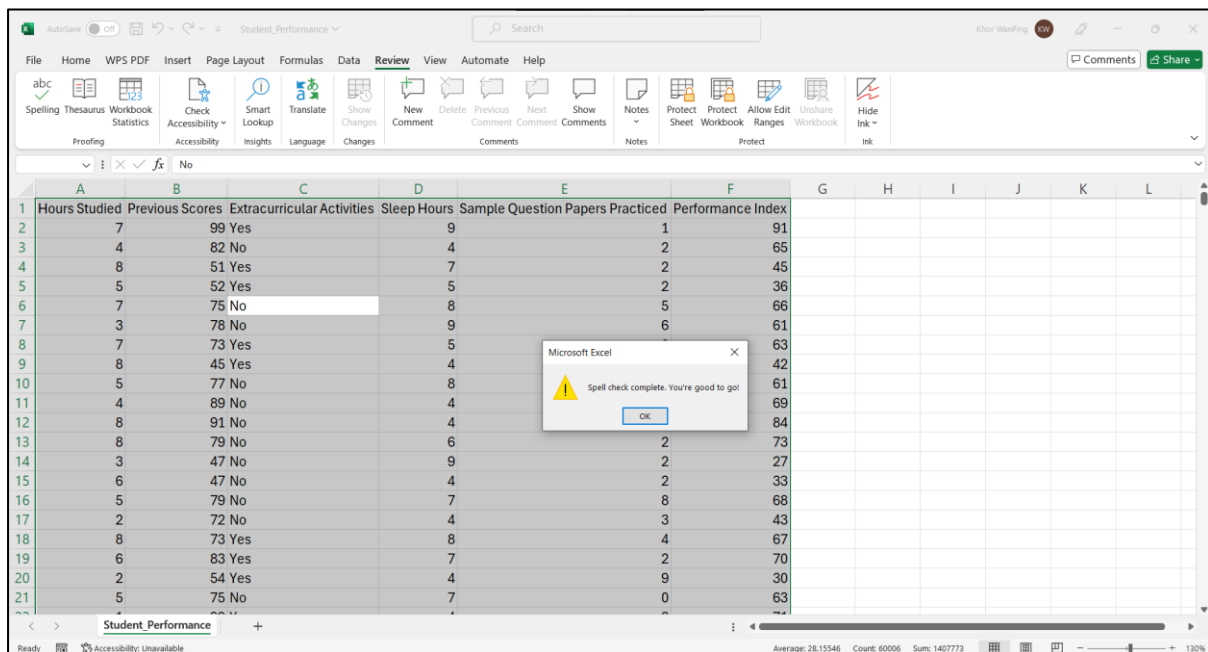 AutoSave Off Student_Performance Search Khor WanPing KW
File Home WPS PDF Insert Page Layout Formulas Data Review View Automate Help Comments Share
abc
Spelling Thesaurus Workbook Statistics Check Accessibility Smart Lookup Translate Show Changes New Comment Delete Previous Comment Next Comment Show Comments Notes Protect Sheet Protect Workbook Allow Edit Ranges Unshare Workbook Hide Ink
Proofing Accessibility Insights Language Changes Comments Notes Protect Ink
fx No
A B C D E F G H I J K L
1 Hours Studied Previous Scores Extracurricular Activities Sleep Hours Sample Question Papers Practiced Performance Index
2 7 99 Yes 9 1 91
3 4 82 No 4 2 65
4 8 51 Yes 7 2 45
5 5 52 Yes 5 2 36
6 7 75 No 8 5 66
7 3 78 No 9 6 61
8 7 73 Yes 5 63
9 8 45 Yes 4 42
10 5 77 No 8 61
11 4 89 No 4 69
12 8 91 No 4 84
13 8 79 No 6 2 73
14 3 47 No 9 2 27
15 6 47 No 4 2 33
16 5 79 No 7 8 68
17 2 72 No 4 3 43
18 8 73 Yes 8 4 67
19 6 83 Yes 7 2 70
20 2 54 Yes 4 9 30
21 5 75 No 7 0 63
Microsoft Excel
Spell check complete. You're good to go!
OK
Student_Performance
Ready Accessibility: Unavailable Average: 28.15546 Count: 60006 Sum: 1407773 130%